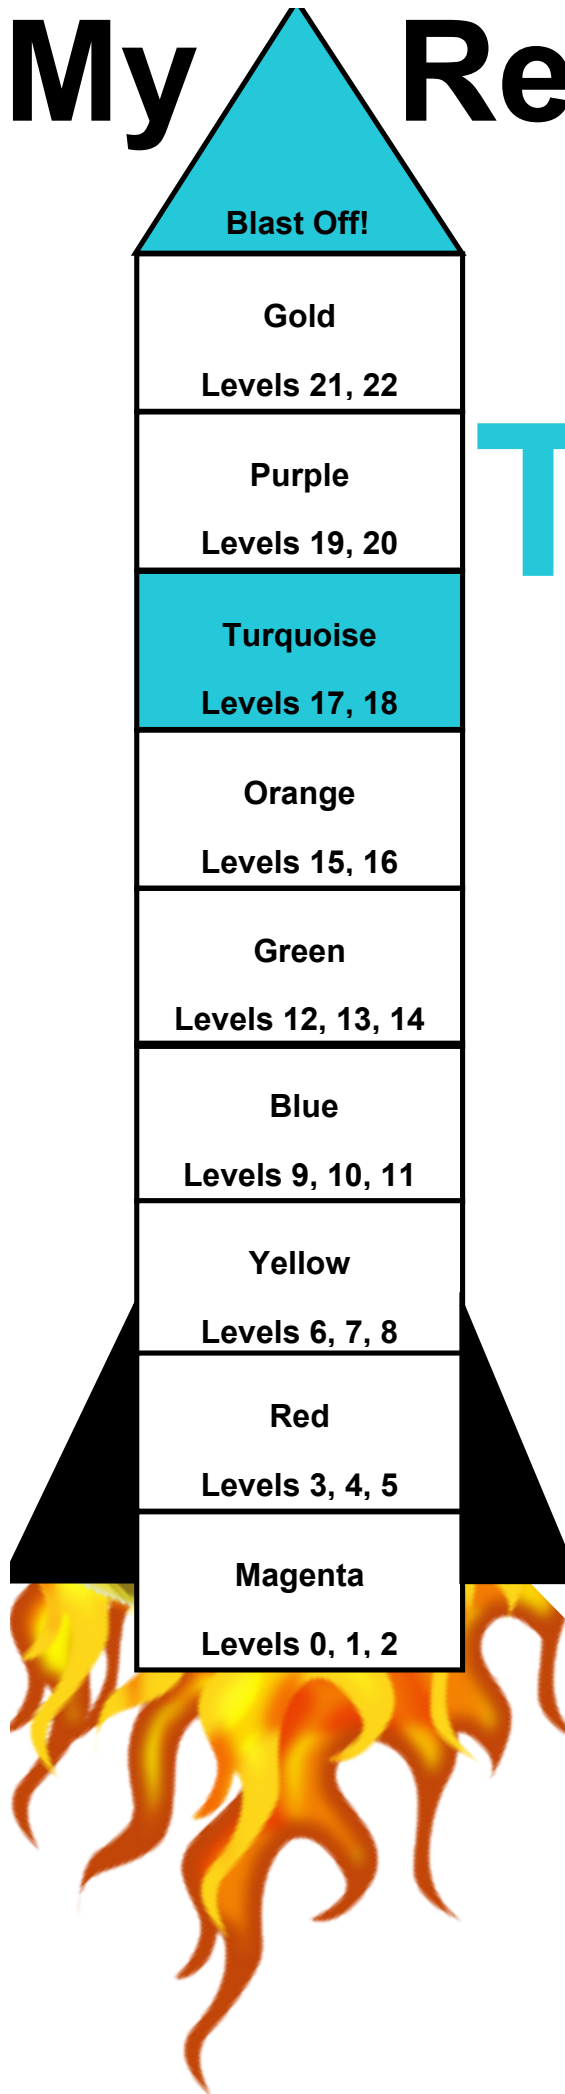 My Re
Blast Off!
Gold
Levels 21, 22
T
Purple
Levels 19, 20
Turquoise
Levels 17, 18
Orange
Levels 15, 16
Green
Levels 12, 13, 14
Blue
Levels 9, 10, 11
Yellow
Levels 6, 7, 8
Red
Levels 3, 4, 5
Magenta
Levels 0, 1, 2